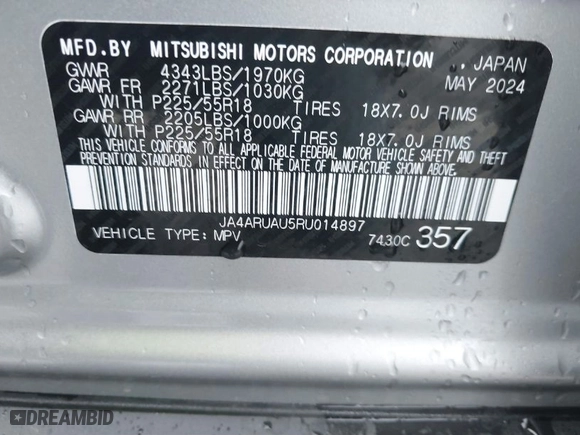 MFD.BY MITSUBISHI MOTORS CORPORATION , JAPAN
GVWR 4343LBS/1970KG MAY 2024
GAWR FR 2271LBS/1030KG
WITH P225/55R18 TIRES 18X7.0J RIMS
GAWR RR 2205LBS/1000KG
WITH P225/55R18 TIRES 18X7.0J RIMS
THIS VEHICLE CONFORMS TO ALL APPLICABLE FEDERAL MOTOR VEHICLE SAFETY AND THEFT
PREVENTION STANDARDS IN EFFECT ON THE DATE OF MANUFACTURE SHOWN ABOVE.
JA4ARUAU5RU014897
VEHICLE TYPE: MPV 7430C 357
DREAMBID